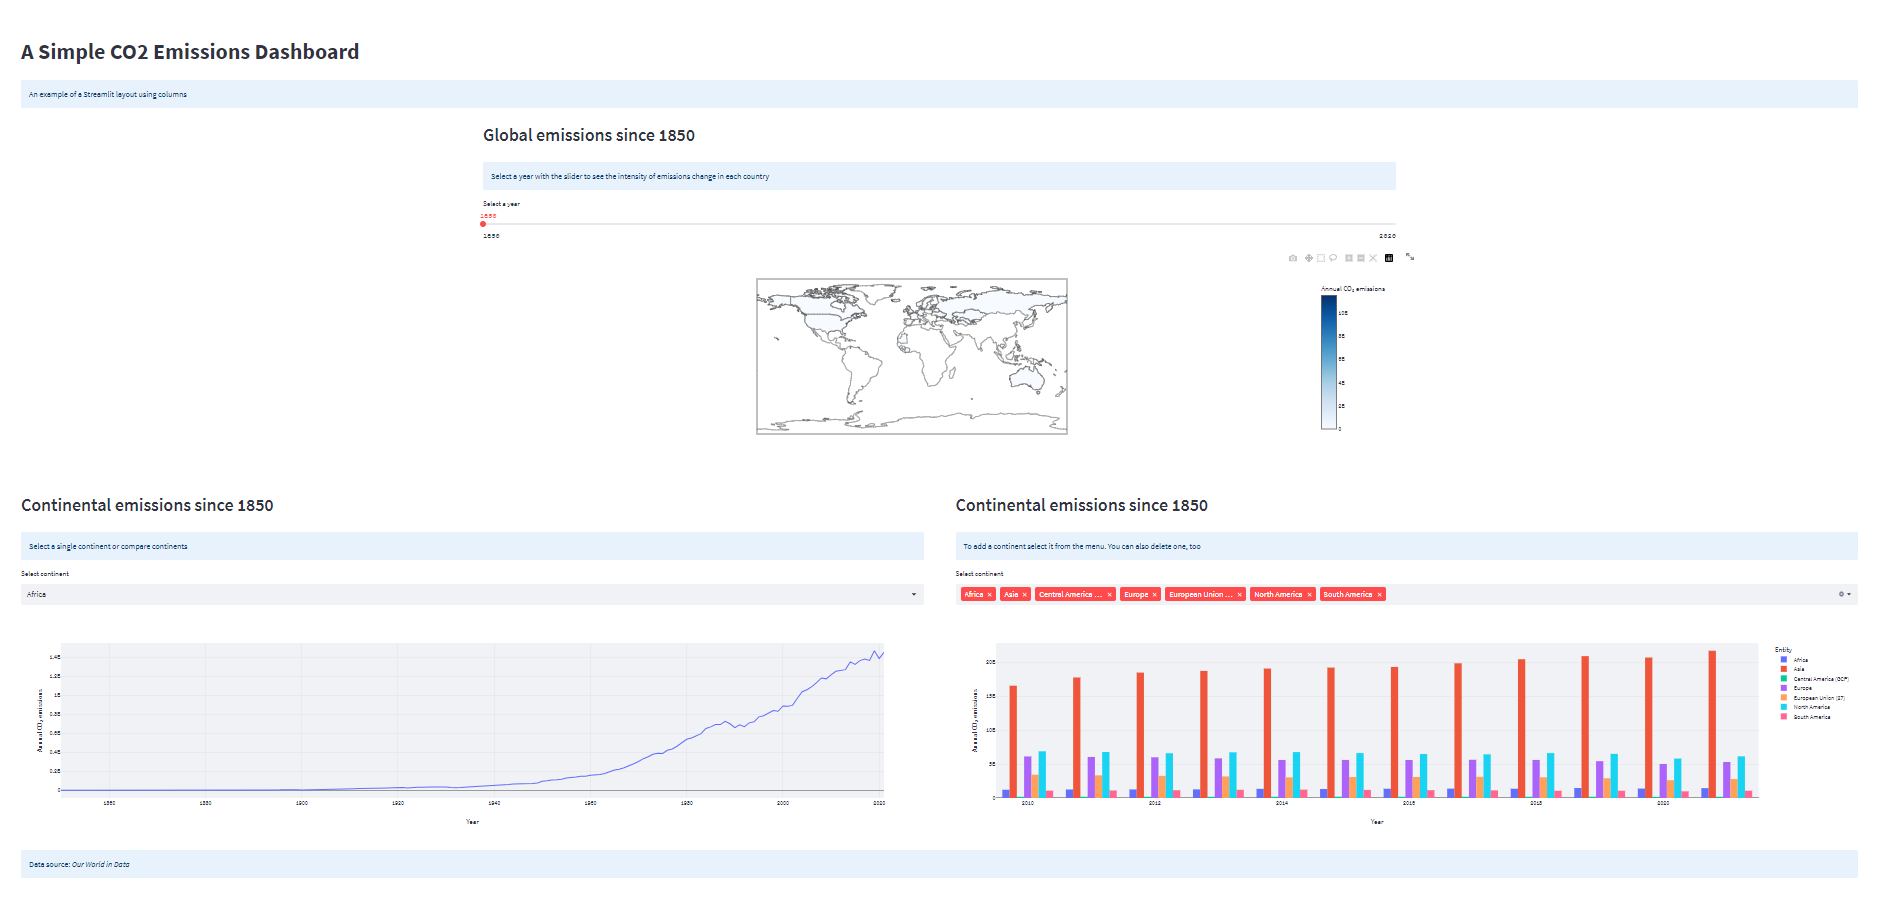 A Simple CO2 Emissions Dashboard
An example of a Streamlit layout using columns
Global emissions since 1850
Select a year with the slider to see the intensity of emissions change in each country
Select a year
1850
1850
2020
Annual CO₂ emissions
10B
8B
6B
4B
2B
0
Continental emissions since 1850
Select a single continent or compare continents
Select continent
Africa
1.4B
1.2B
1B
0.8B
0.6B
0.4B
0.2B
0
Annual CO₂ emissions
1860
1880
1900
1920
1940
1960
1980
2000
2020
Year
Continental emissions since 1850
To add a continent select it from the menu. You can also delete one, too
Select continent
Africa × Asia × Central America ... × Europe × European Union ... × North America × South America ×
20B
15B
10B
5B
0
Annual CO₂ emissions
2010
2012
2014
2016
2018
2020
Year
Entity
Africa
Asia
Central America (GCP)
Europe
European Union (27)
North America
South America
Data source: Our World in Data